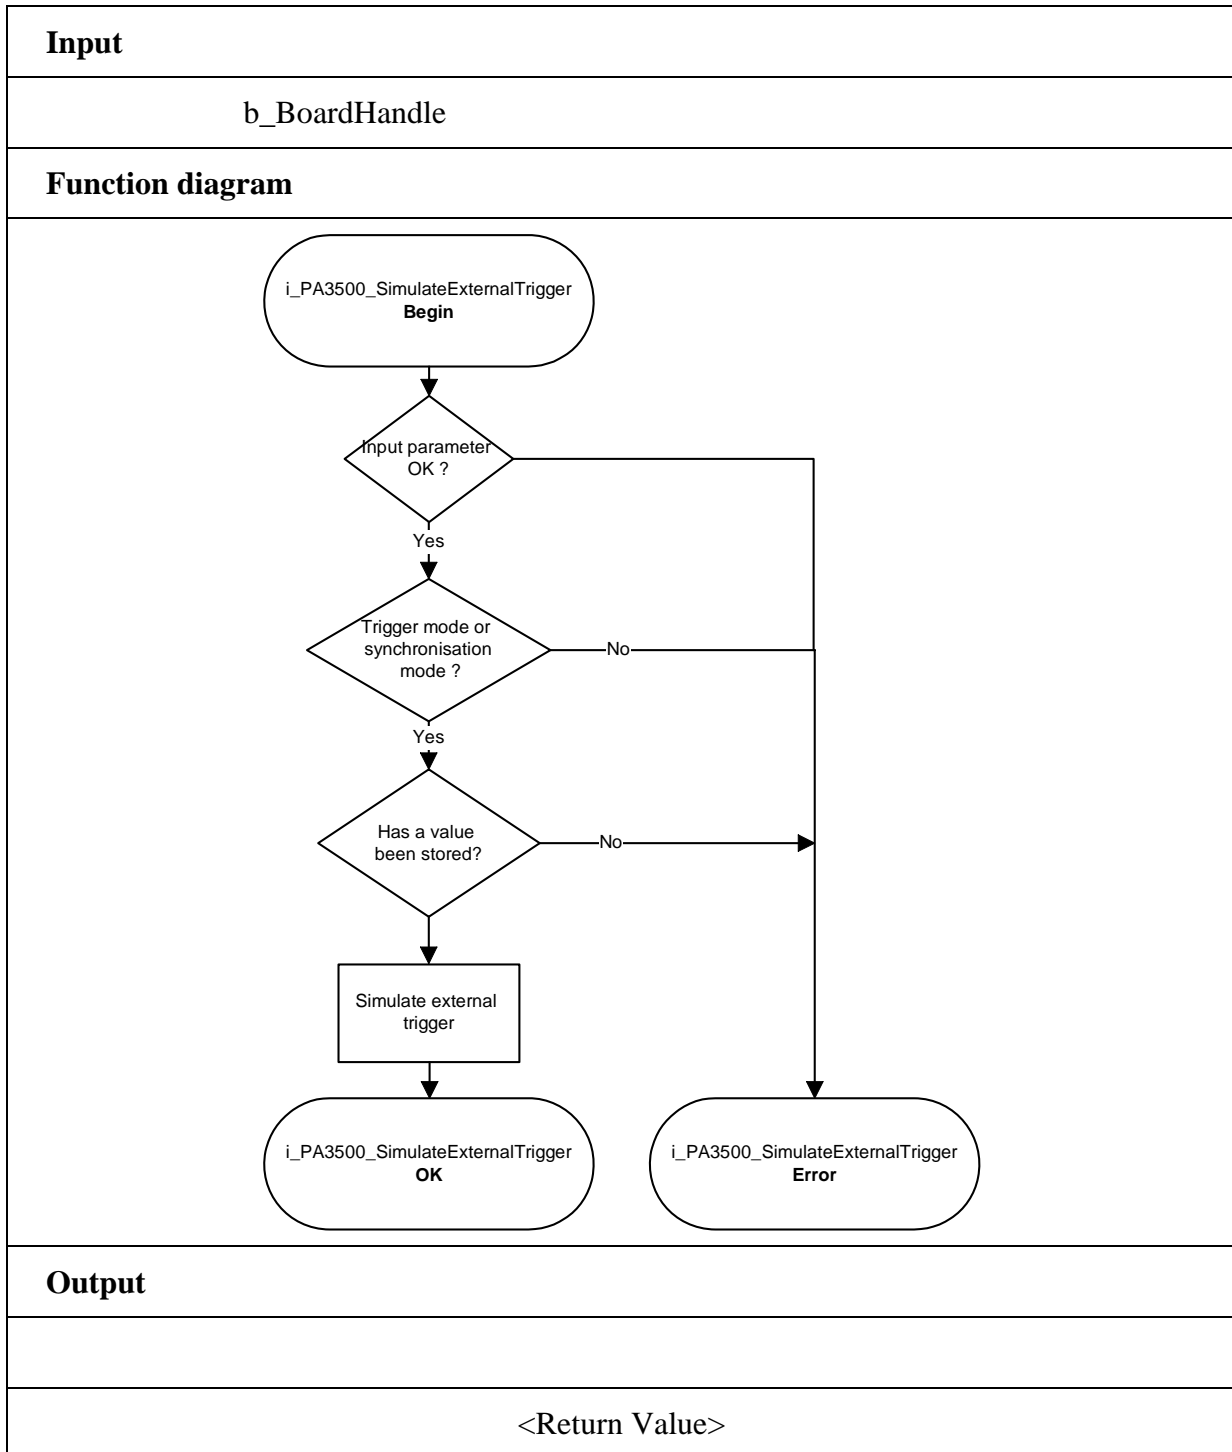 Input
b_BoardHandle
Function diagram
i_PA3500_SimulateExternalTrigger
Begin
Input parameter
OK ?
Yes
Trigger mode or
synchronisation
mode ?
No
Yes
Has a value
been stored?
No
Simulate external
trigger
i_PA3500_SimulateExternalTrigger
OK
i_PA3500_SimulateExternalTrigger
Error
Output
<Return Value>